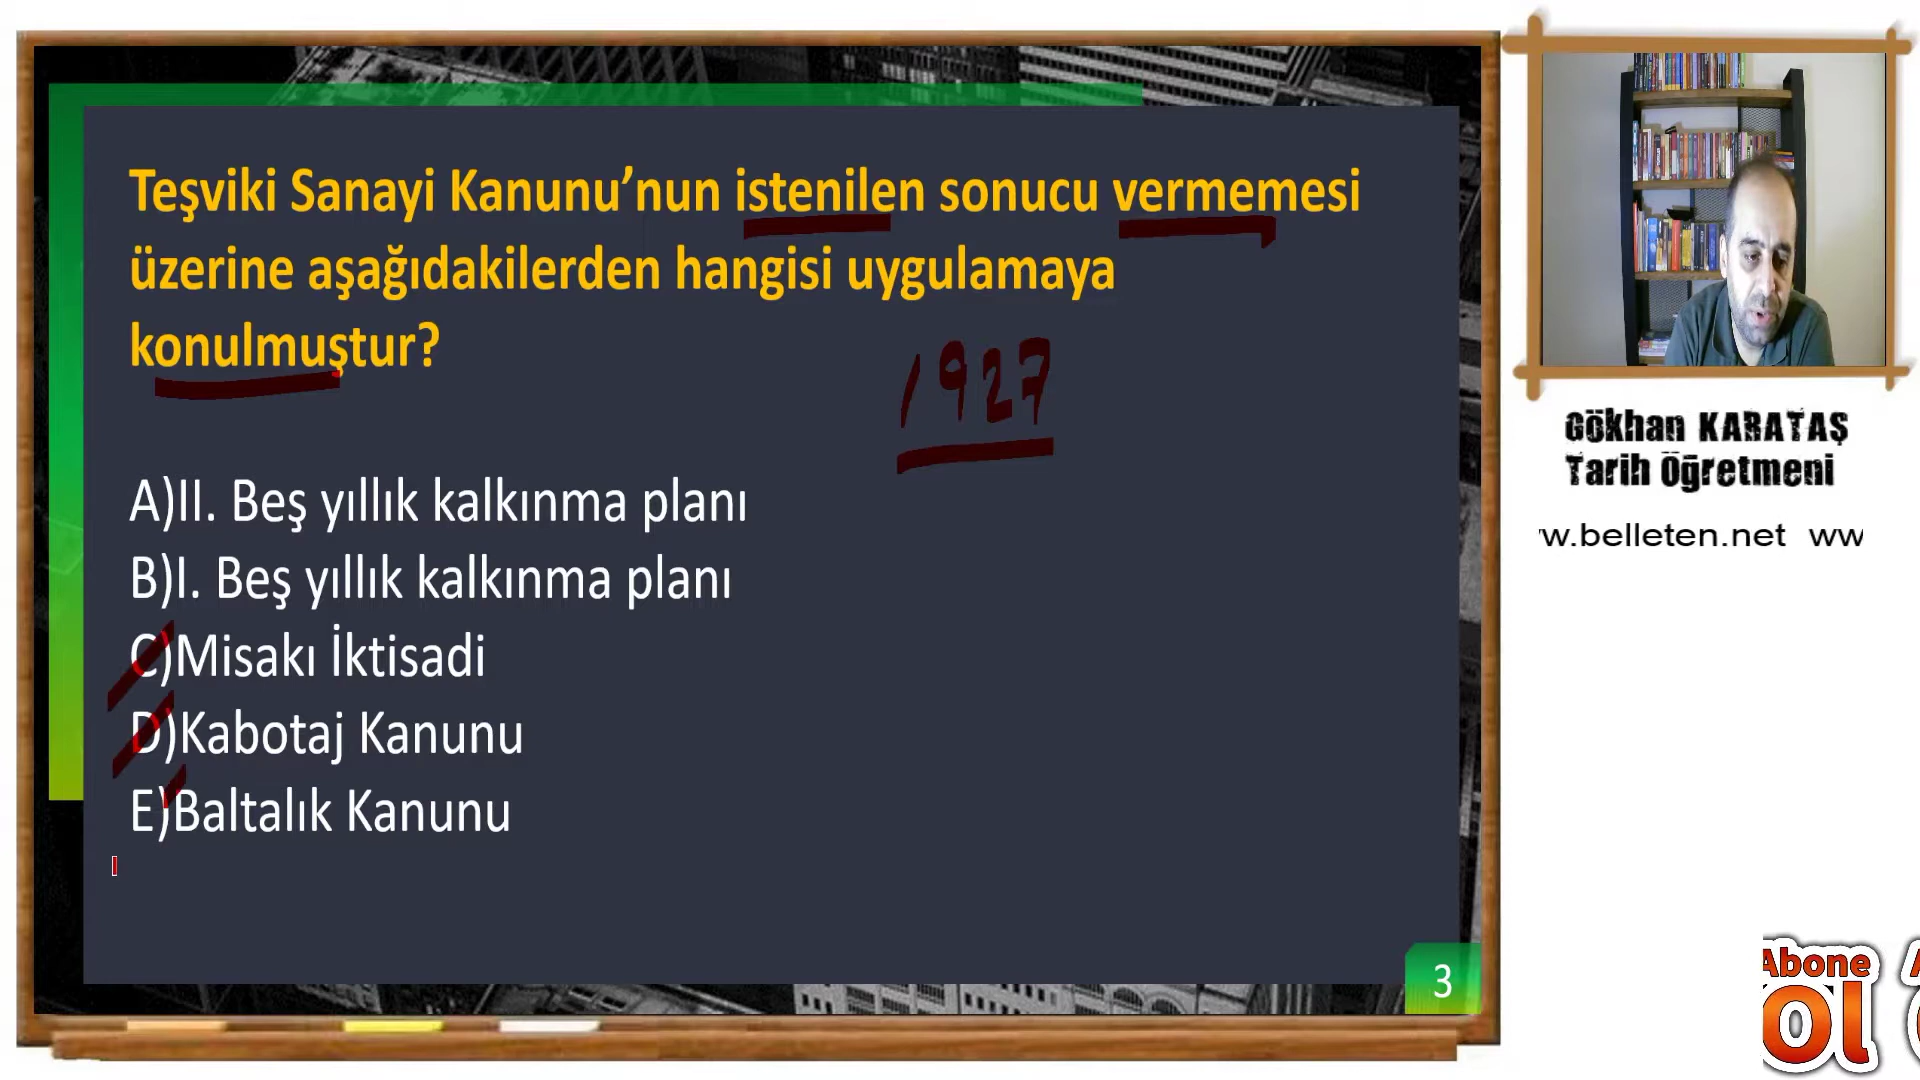 Teşviki Sanayi Kanunu’nun istenilen sonucu vermemesi
üzerine aşağıdakilerden hangisi uygulamaya
konulmuştur?
1927
A)II. Beş yıllık kalkınma planı
B)I. Beş yıllık kalkınma planı
C)Misakı İktisadi
D)Kabotaj Kanunu
E)Baltalık Kanunu
3
Gökhan KARATAŞ
Tarih Öğretmeni
w.belleten.net ww
Abone
Ol